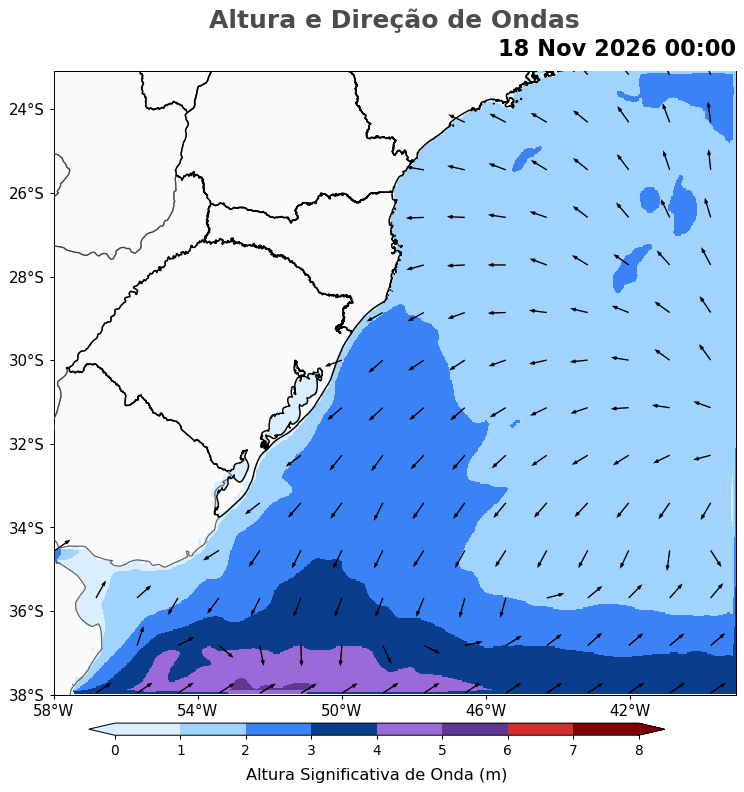 Altura e Direção de Ondas
18 Nov 2026 00:00
24°S
26°S
28°S
30°S
32°S
34°S
36°S
38°S
58°W 54°W 50°W 46°W 42°W
0 1 2 3 4 5 6 7 8
Altura Significativa de Onda (m)